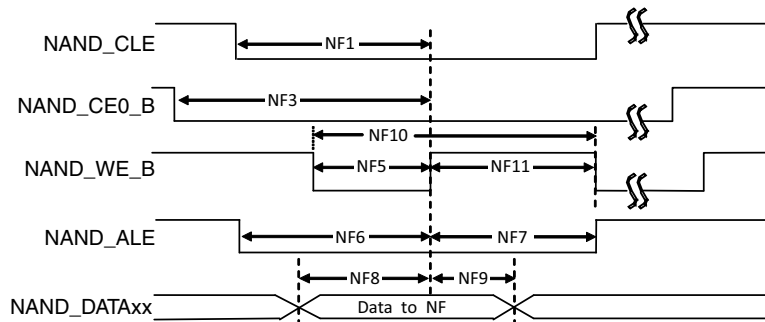 NAND_CLE
NF1
NAND_CE0_B
NF3
NF10
NAND_WE_B
NF5
NF11
NAND_ALE
NF6
NF7
NF8
NF9
NAND_DATAxx
Data to NF